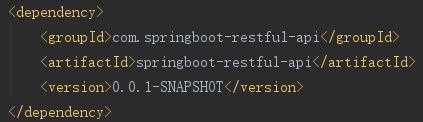 <dependency>
<groupId>com.springboot-restful-api</groupId>
<artifactId>springboot-restful-api</artifactId>
<version>0.0.1-SNAPSHOT</version>
</dependency>